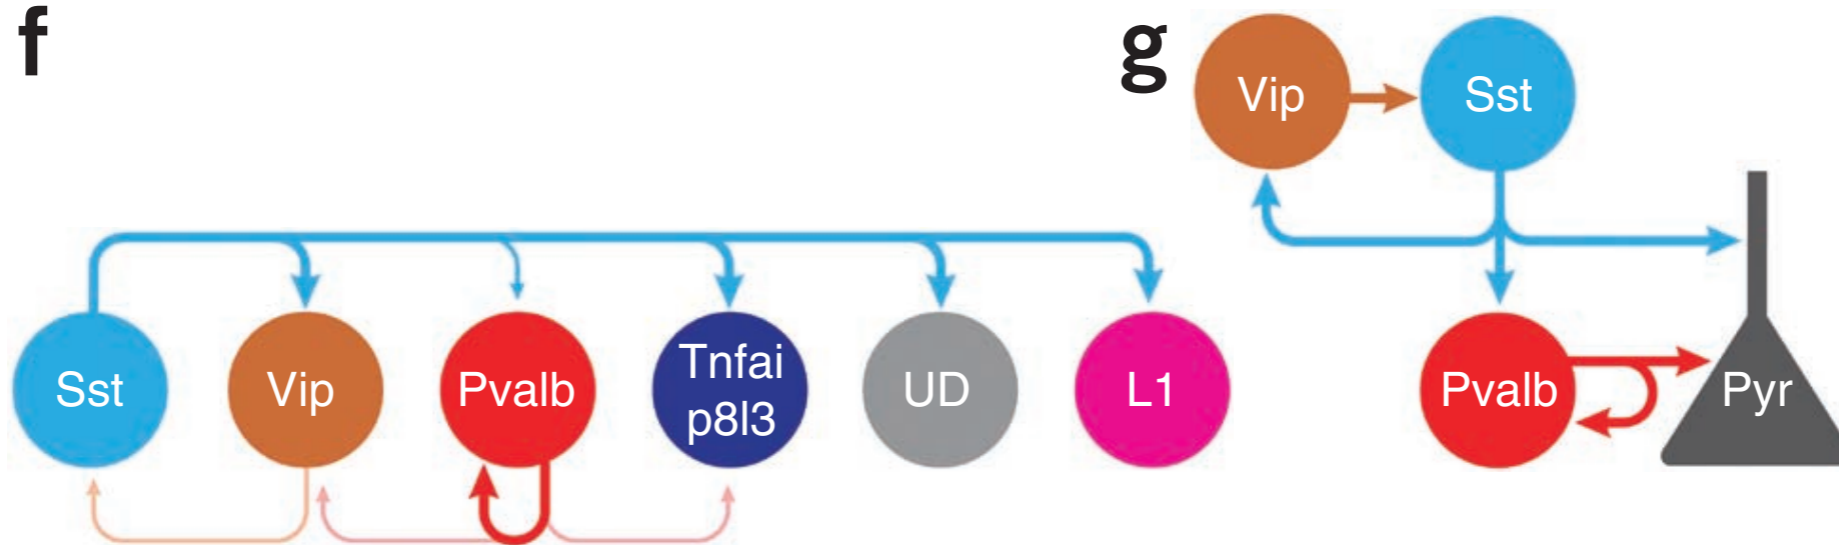 f
Sst
Vip
Pvalb
Tnfai
p8l3
UD
L1
g
Vip
Sst
Pvalb
Pyr